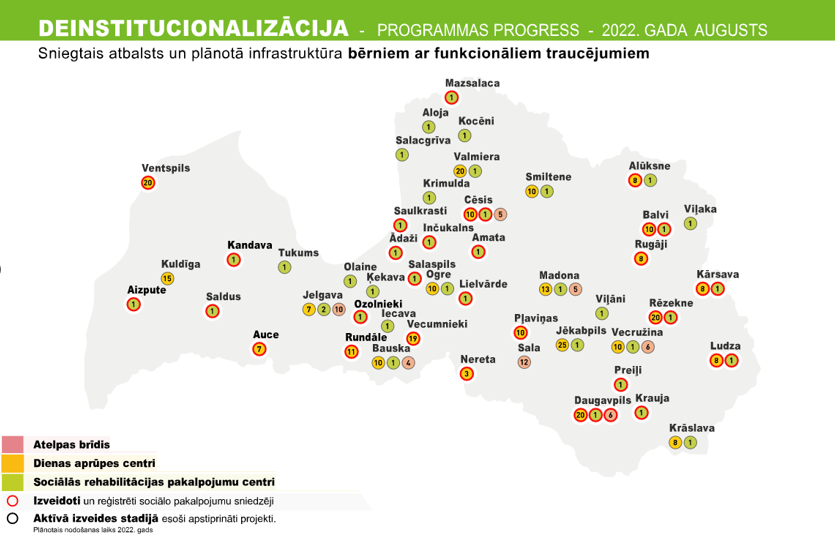 DEINSTITUCIONALIZĀCIJA - PROGRAMMAS PROGRESS - 2022. GADA AUGUSTS
Sniegtais atbalsts un plānotā infrastruktūra bērniem ar funkcionāliem traucējumiem
Mazsalaca
1
Aloja
1
Kocēni
1
Salacgrīva
1
Valmiera
20 1
Ventspils
20
Smiltene
10 1
Alūksne
8 1
Krimulda
1
Cēsis
10 1 5
Saulkrasti
1
Balvi
10 1
Viļaka
1
Inčukalns
1
Ādaži
1
Amata
1
Rugāji
8
Kandava
1
Tukums
1
Kuldīga
15
Olaine
1
Salaspils
1
Ķekava
1
Ogre
10 1
Lielvārde
1
Madona
13 1 5
Kārsava
8 1
Aizpute
1
Saldus
1
Jelgava
7 2 10
Ozolnieki
1
Iecava
1
Viļāni
1
Rēzekne
20 1
Pļaviņas
10
Vecumnieki
19
Jēkabpils
25 1
Vecružina
10 1 6
Auce
7
Rundāle
11
Bauska
10 1 4
Sala
12
Ludza
8 1
Nereta
3
Preiļi
1
Daugavpils
20 1 6
Krauja
1
Krāslava
8 1
Atelpas brīdis
Dienas aprūpes centri
Sociālās rehabilitācijas pakalpojumu centri
Izveidoti un reģistrēti sociālo pakalpojumu sniedzēji
Aktīvā izveides stadijā esoši apstiprināti projekti.
Plānotais nodošanas laiks 2022. gads